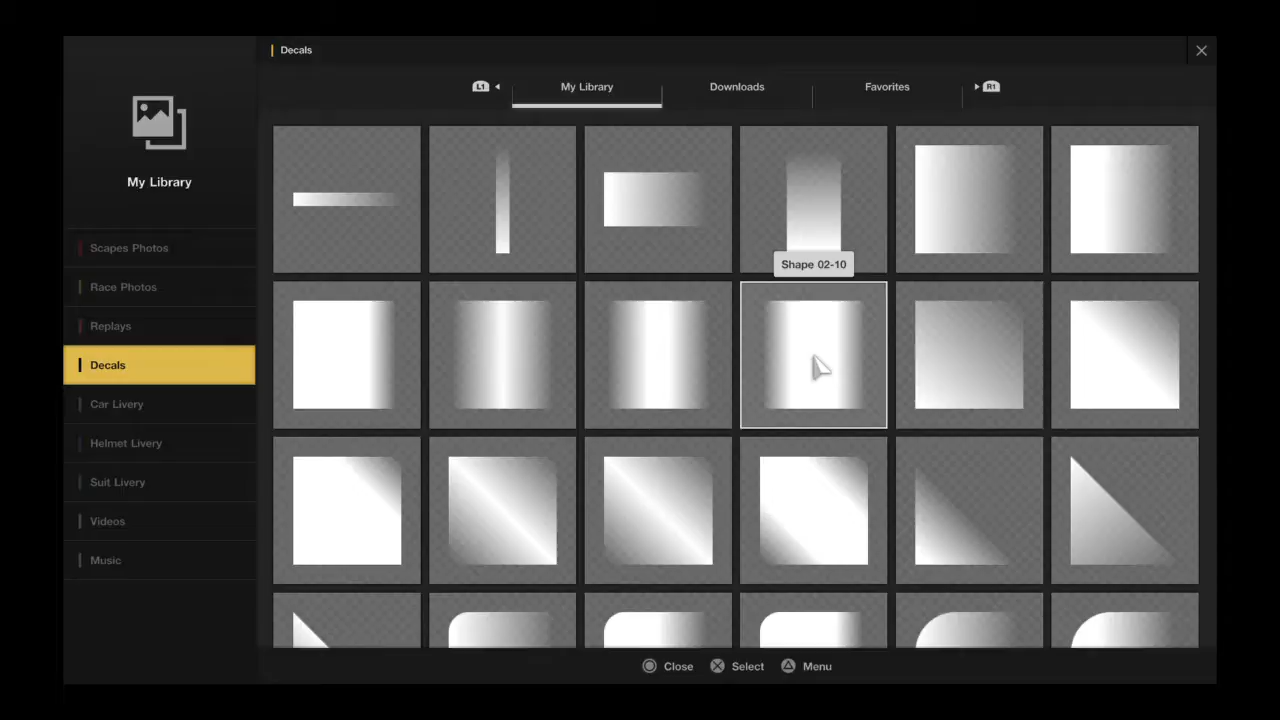 Decals
L1
My Library
Downloads
Favorites
R1
My Library
Scapes Photos
Race Photos
Replays
Decals
Car Livery
Helmet Livery
Suit Livery
Videos
Music
Shape 02-10
Close
Select
Menu